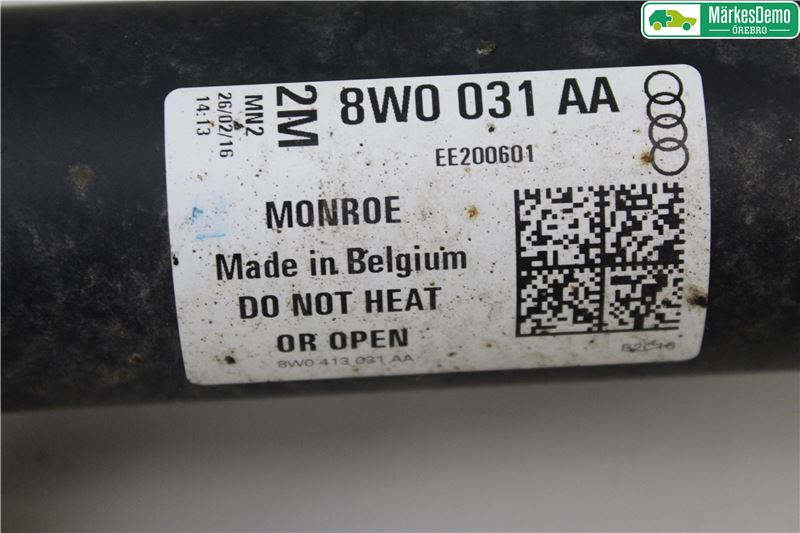 MärkesDemo
ÖREBRO
2M
8W0 031 AA
MN2
26/02/16
14:13
EE200601
MONROE
Made in Belgium
DO NOT HEAT
OR OPEN
8W0 413 031 AA